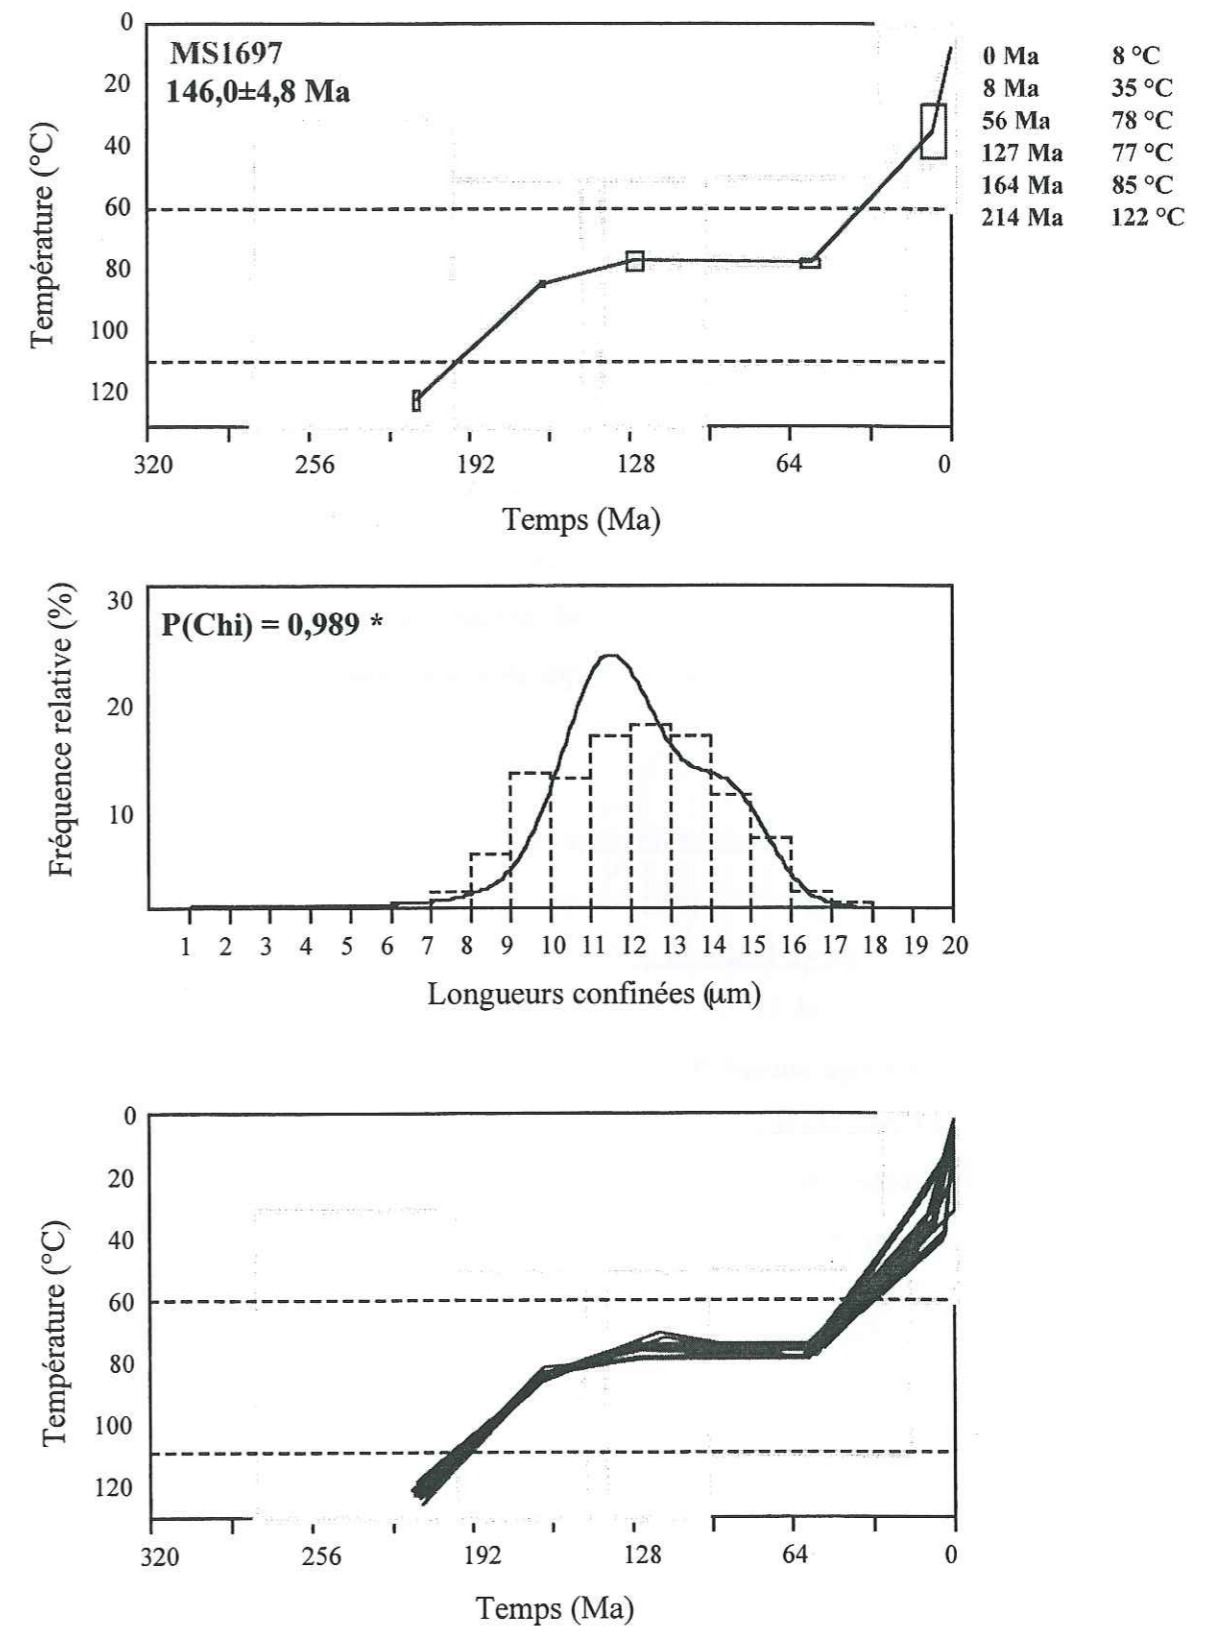 MS1697
146,0±4,8 Ma
0 Ma 8 °C
8 Ma 35 °C
56 Ma 78 °C
127 Ma 77 °C
164 Ma 85 °C
214 Ma 122 °C
Température (°C)
0
20
40
60
80
100
120
320 256 192 128 64 0
Temps (Ma)
P(Chi) = 0,989 *
Fréquence relative (%)
30
20
10
1 2 3 4 5 6 7 8 9 10 11 12 13 14 15 16 17 18 19 20
Longueurs confinées (µm)
Température (°C)
0
20
40
60
80
100
120
320 256 192 128 64 0
Temps (Ma)